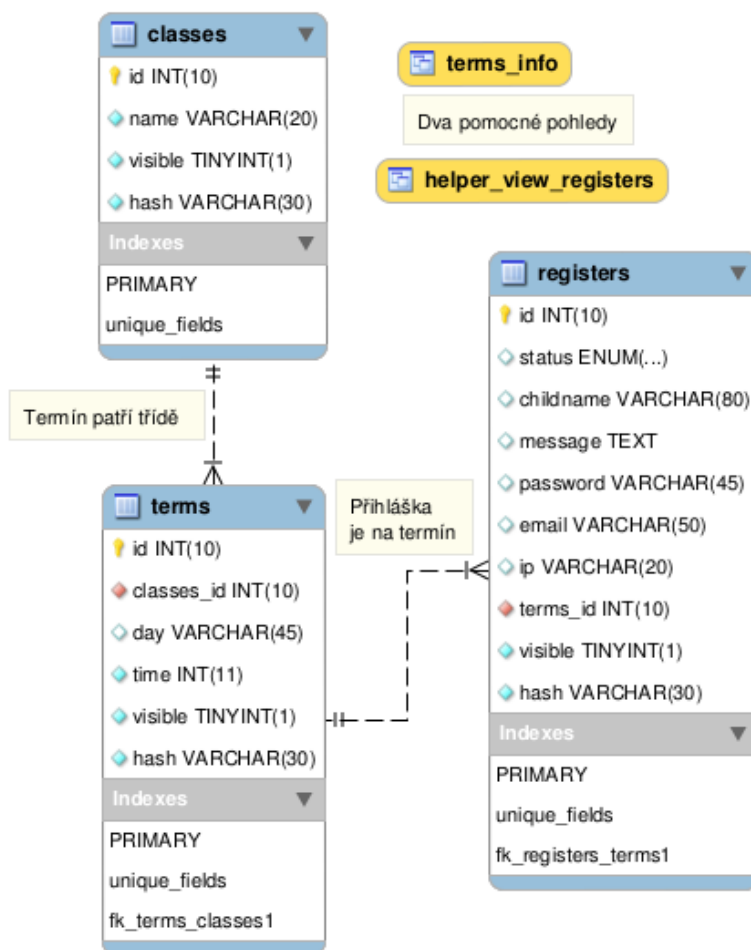 classes
id INT(10)
name VARCHAR(20)
visible TINYINT(1)
hash VARCHAR(30)
Indexes
PRIMARY
unique_fields
terms_info
Dva pomocné pohledy
helper_view_registers
Termín patří třídě
terms
id INT(10)
classes_id INT(10)
day VARCHAR(45)
time INT(11)
visible TINYINT(1)
hash VARCHAR(30)
Indexes
PRIMARY
unique_fields
fk_terms_classes1
Přihláška
je na termín
registers
id INT(10)
status ENUM(...)
childname VARCHAR(80)
message TEXT
password VARCHAR(45)
email VARCHAR(50)
ip VARCHAR(20)
terms_id INT(10)
visible TINYINT(1)
hash VARCHAR(30)
Indexes
PRIMARY
unique_fields
fk_registers_terms1